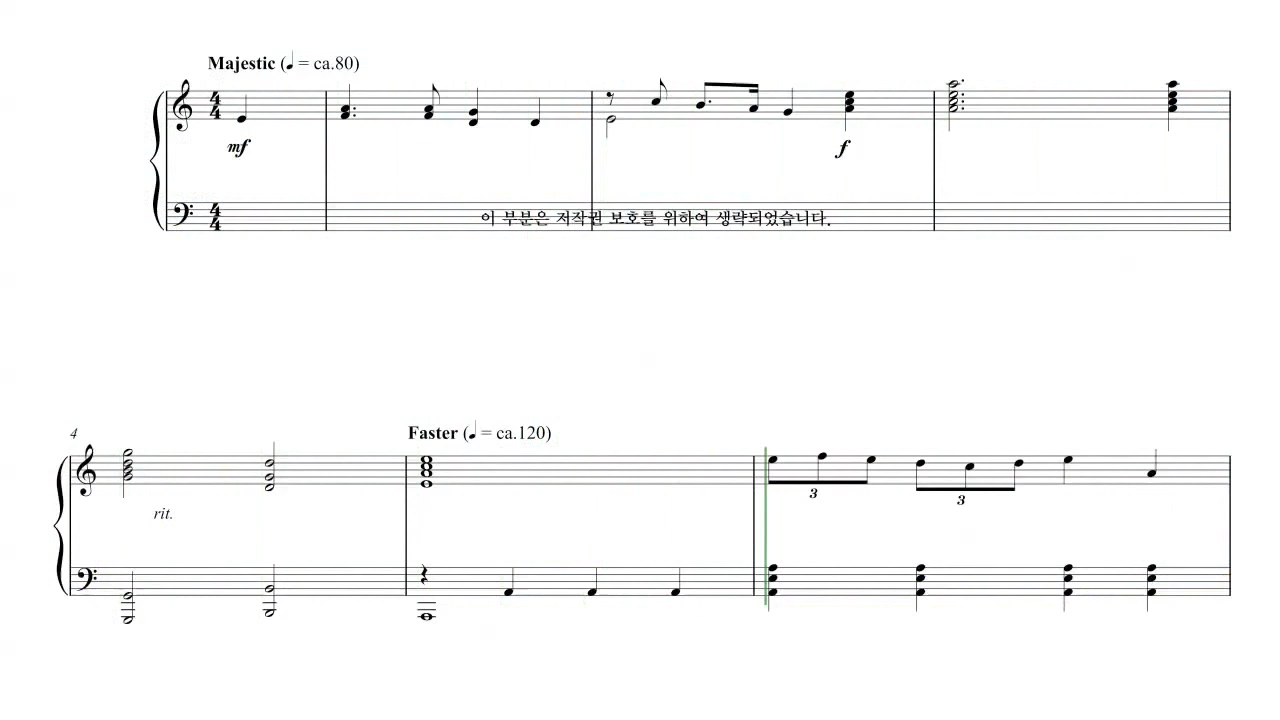 Majestic (♩ = ca.80)
mf
f
이 부분은 저작권 보호를 위하여 생략되었습니다.
4
Faster (♩ = ca.120)
rit.
3
3